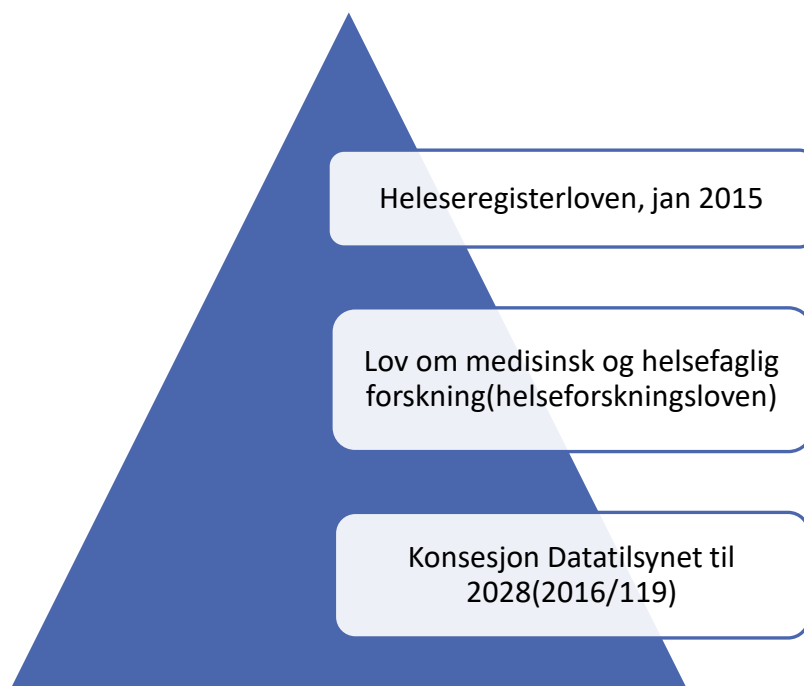 Heleseregisterloven, jan 2015
Lov om medisinsk og helsefaglig
forskning(helseforskningsloven)
Konsesjon Datatilsynet til
2028(2016/119)